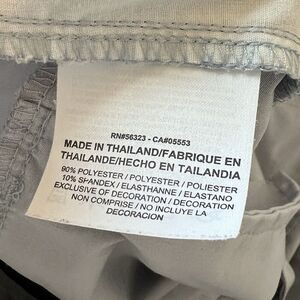 RN#56323 - CA#05553
MADE IN THAILAND/FABRIQUE EN
THAILANDE/HECHO EN TAILANDIA
90% POLYESTER / POLYESTER / POLIESTER
10% SPANDEX / ELASTHANNE / ELASTANO
EXCLUSIVE OF DECORATION / DECORATION
NON COMPRISE / NO INCLUYE LA
DECORACION